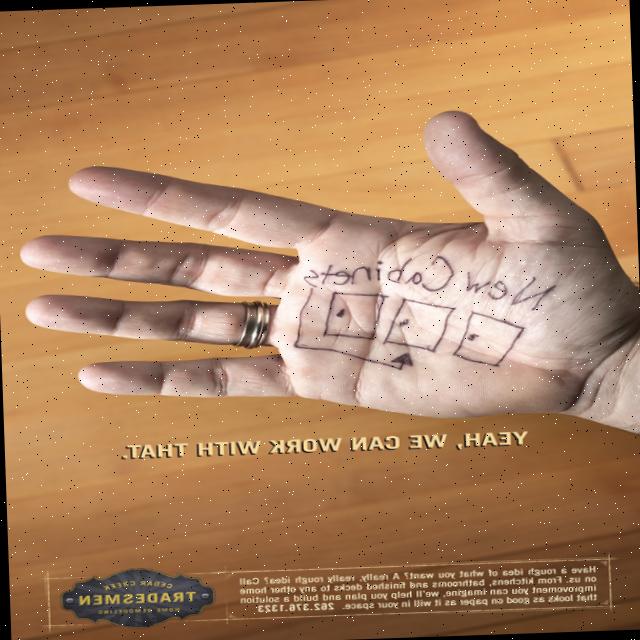 New Cabinets
YEAH, WE CAN WORK WITH THAT.
CEDAR CREEK
TRADESMEN
HOME REMODELING
Have a rough idea of what you want? A really, really rough idea? Call
on us. From kitchens, bathrooms and finished decks to any other home
improvement you can imagine, we'll help you plan and build a solution
that looks as good on paper as it will in your space. 262.376.1323